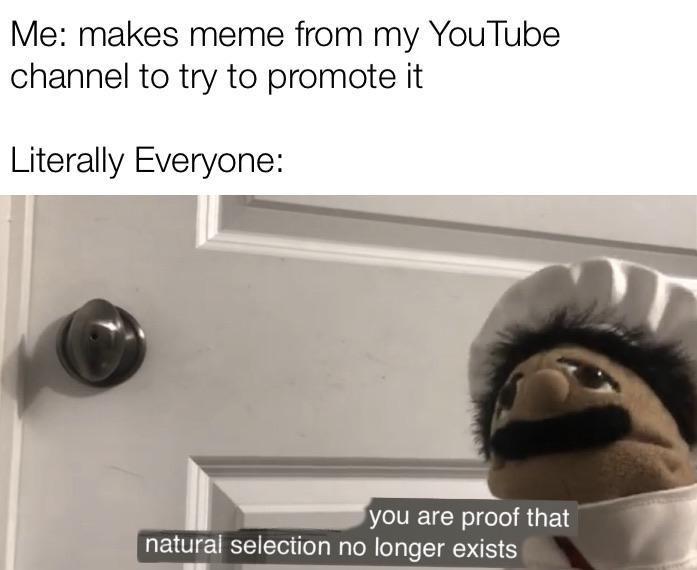 Me: makes meme from my YouTube
channel to try to promote it
Literally Everyone:
you are proof that
natural selection no longer exists